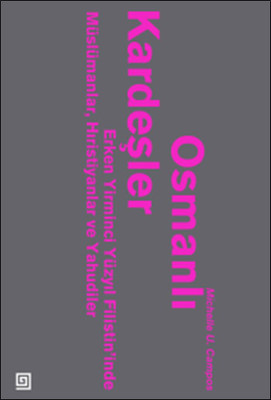 Michelle U. Campos
Osmanlı
Kardeşler
Erken Yirminci Yüzyıl Filistin'inde
Müslümanlar, Hıristiyanlar ve Yahudiler